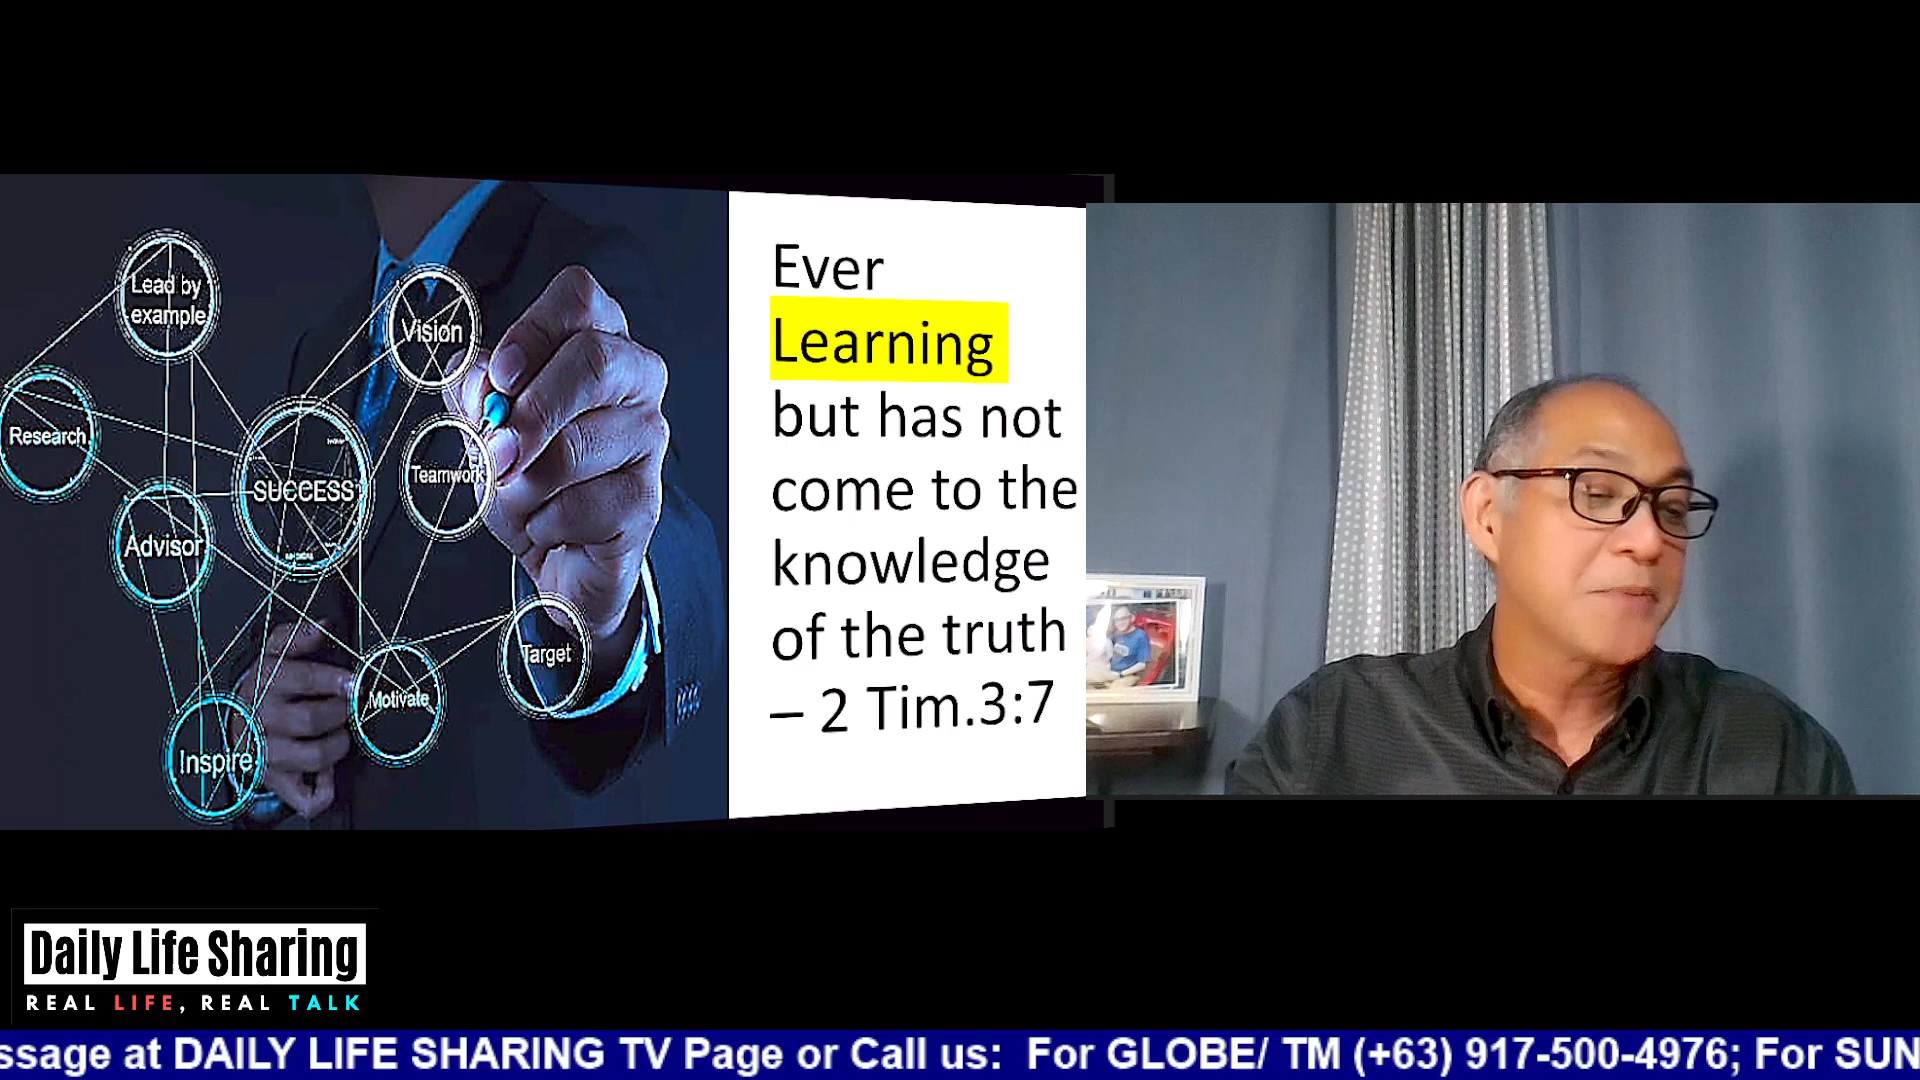 Lead by
example
Vision
Research
SUCCESS
Teamwork
Advisor
Target
Motivate
Inspire
Ever
Learning
but has not
come to the
knowledge
of the truth
– 2 Tim.3:7
Daily Life Sharing
REAL LIFE, REAL TALK
ssage at DAILY LIFE SHARING TV Page or Call us: For GLOBE/ TM (+63) 917-500-4976; For SUN